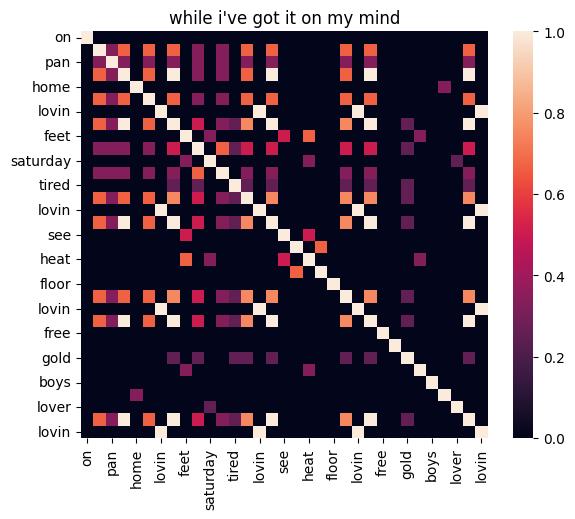 while i've got it on my mind
on
pan
home
lovin
feet
saturday
tired
lovin
see
heat
floor
lovin
free
gold
boys
lover
lovin
on
pan
home
lovin
feet
saturday
tired
lovin
see
heat
floor
lovin
free
gold
boys
lover
lovin
1.0
0.8
0.6
0.4
0.2
0.0